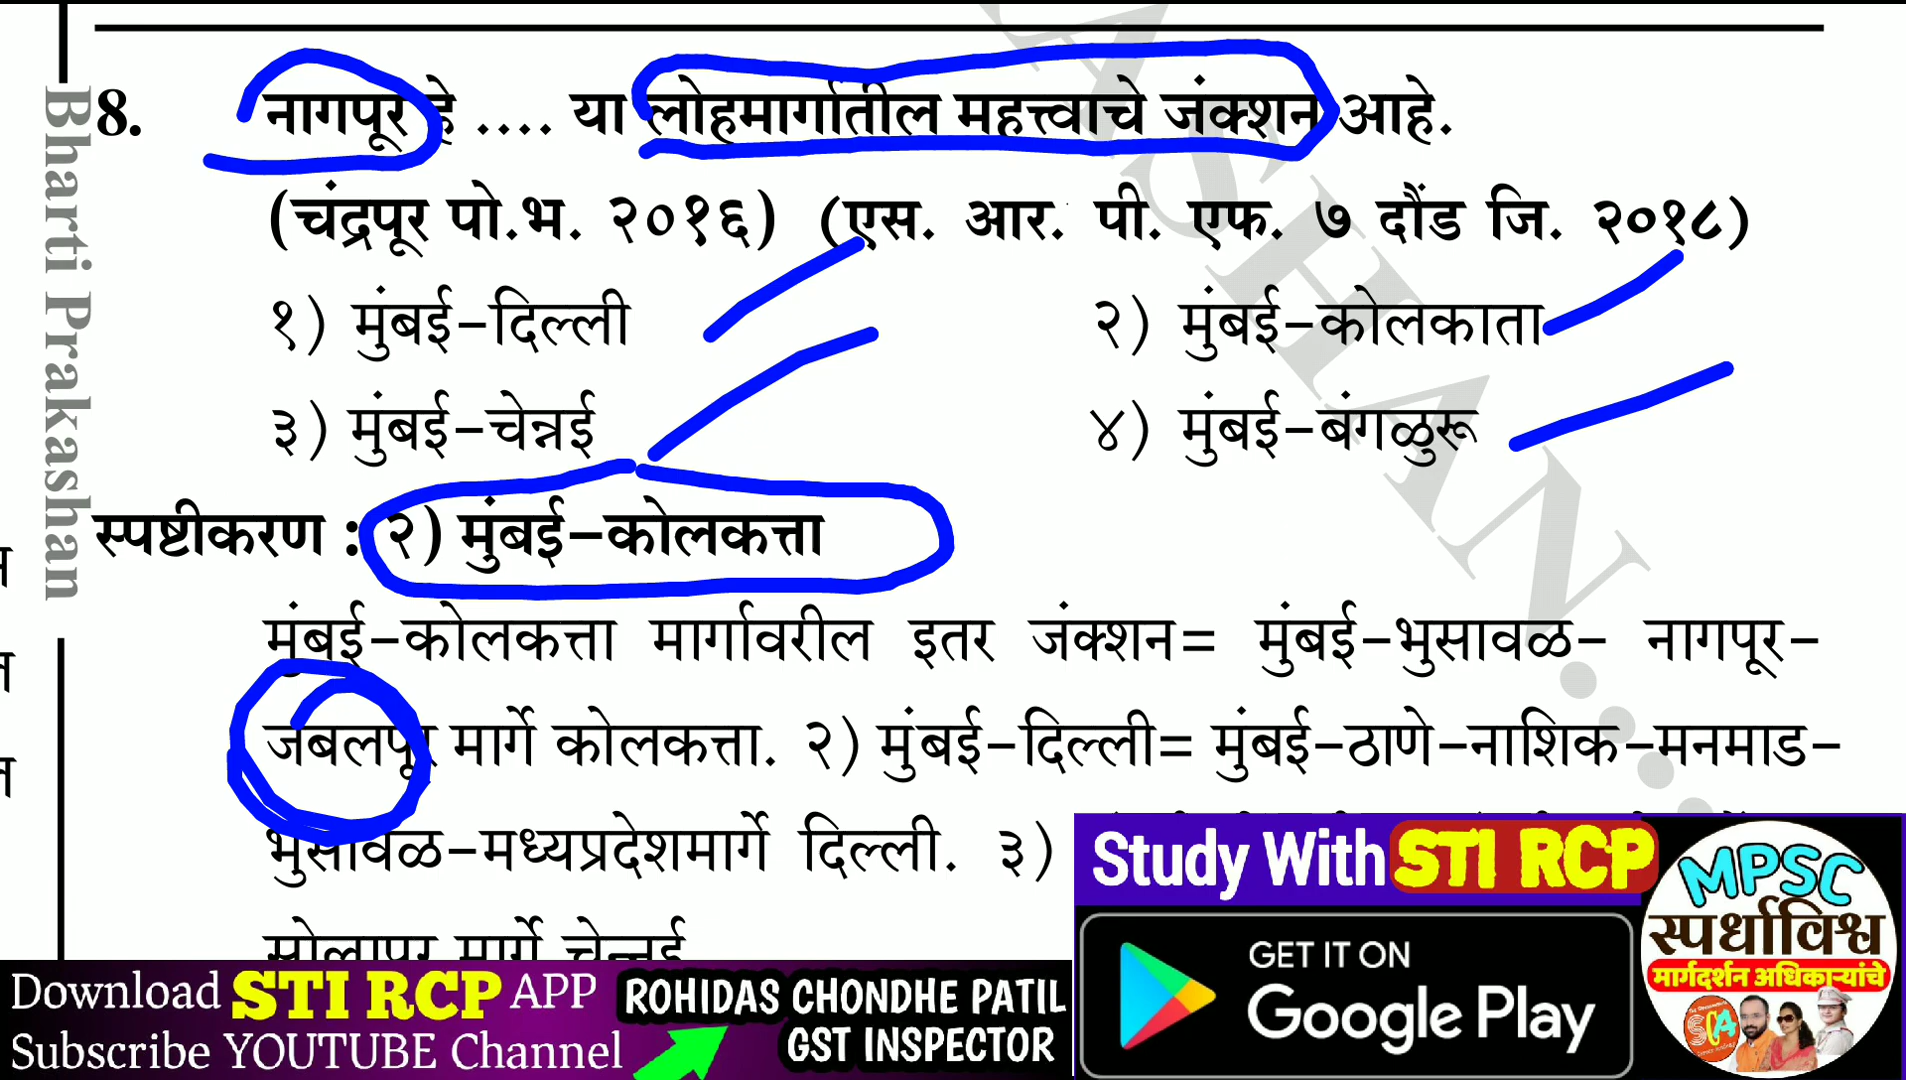 8. नागपूर हे .... या लोहमार्गातील महत्त्वाचे जंक्शन आहे.
(चंद्रपूर पो.भ. २०१६) (एस. आर. पी. एफ. ७ दौंड जि. २०१८)
१) मुंबई-दिल्ली २) मुंबई-कोलकाता
३) मुंबई-चेन्नई ४) मुंबई-बंगळुरू
स्पष्टीकरण : २) मुंबई-कोलकत्ता
मुंबई-कोलकत्ता मार्गावरील इतर जंक्शन= मुंबई-भुसावळ- नागपूर-
जबलपूर मार्गे कोलकत्ता. २) मुंबई-दिल्ली= मुंबई-ठाणे-नाशिक-मनमाड-
भुसावळ-मध्यप्रदेशमार्गे दिल्ली. ३)
सोलापूर मार्गे चेन्नई
Bharti Prakashan
ASHAN...
Study With STI RCP
GET IT ON
Google Play
MPSC
स्पर्धाविश्व
मार्गदर्शन अधिकाऱ्यांचे
SCA
Download STI RCP APP
Subscribe YOUTUBE Channel
ROHIDAS CHONDHE PATIL
GST INSPECTOR